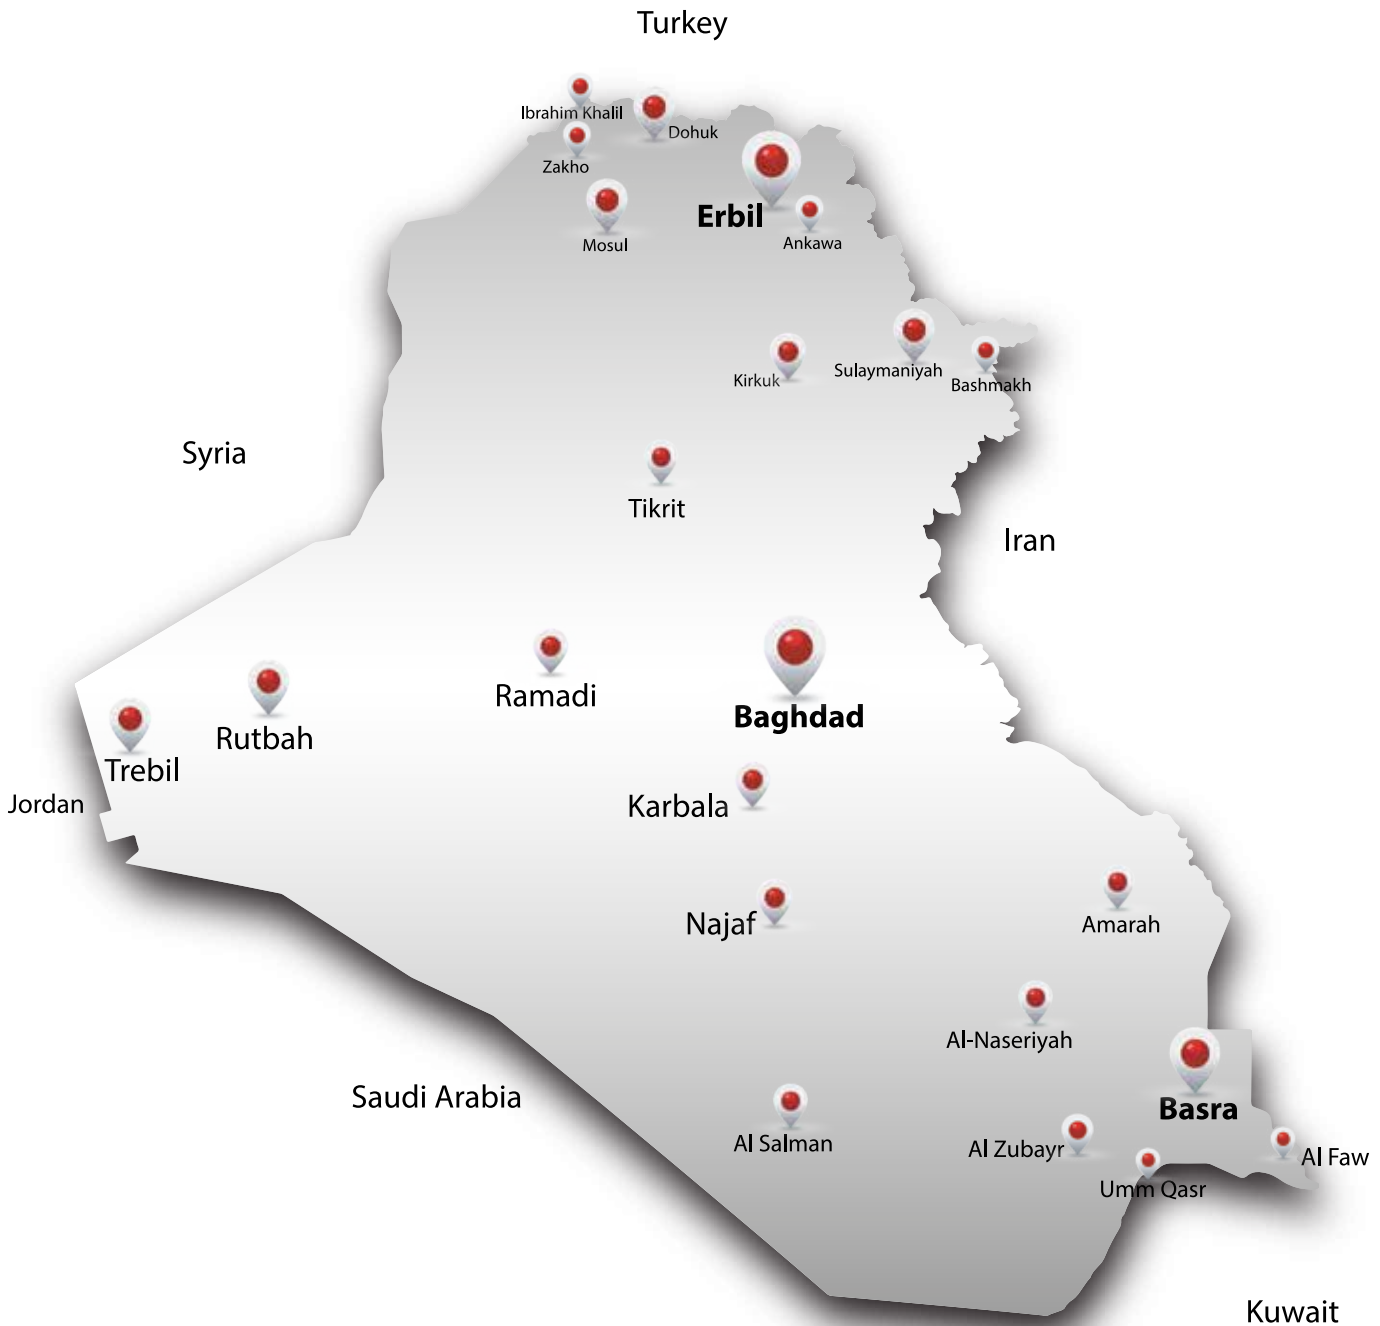 Turkey
Ibrahim Khalil
Dohuk
Zakho
Erbil
Mosul
Ankawa
Kirkuk
Sulaymaniyah
Bashmakh
Syria
Tikrit
Iran
Ramadi
Baghdad
Rutbah
Trebil
Jordan
Karbala
Najaf
Amarah
Al-Naseriyah
Saudi Arabia
Basra
Al Salman
Al Zubayr
Al Faw
Umm Qasr
Kuwait